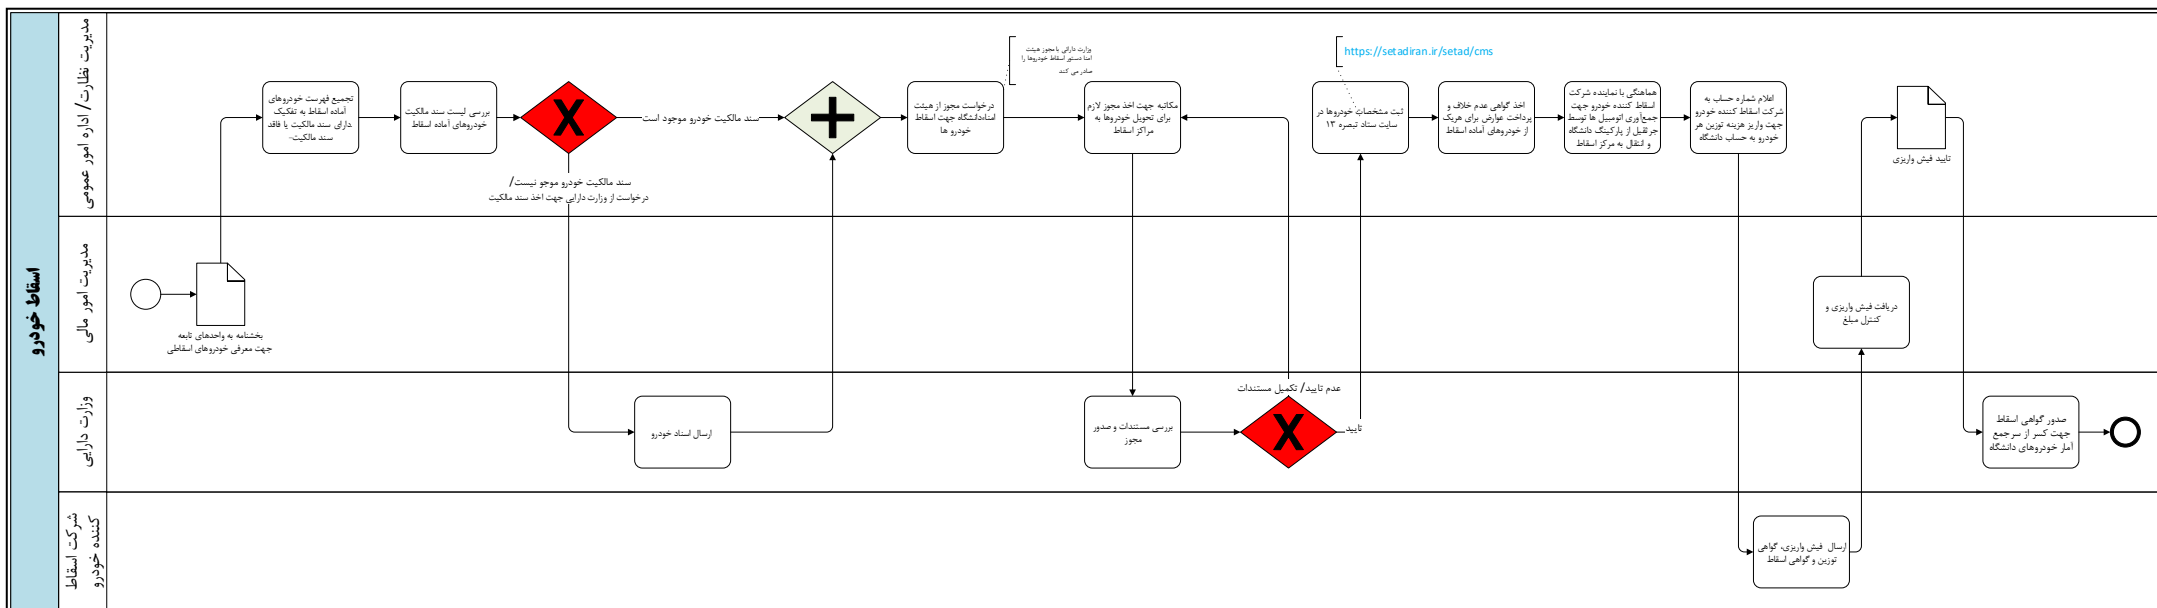 اسقاط خودرو
مدیریت نظارت/ اداره امور عمومی
مدیریت امور مالی
وزارت دارایی
شرکت اسقاط
کننده خودرو
بخشنامه به واحدهای تابعه
جهت معرفی خودروهای اسقاطی
تجمیع فهرست خودروهای
آماده اسقاط به تفکیک
دارای سند مالکیت یا فاقد
سند مالکیت-
بررسی لیست سند مالکیت
خودروهای آماده اسقاط
X
سند مالکیت خودرو موجود است
سند مالکیت خودرو موجو نیست/
درخواست از وزارت دارایی جهت اخذ سند مالکیت
ارسال اسناد خودرو
+
درخواست مجوز از هیئت
امناءدانشگاه جهت اسقاط
خودرو ها
وزارت دارائی با مجوز هیئت
امنا دستور اسقاط خودروها را
صادر می کند
مکاتبه جهت اخذ مجوز لازم
برای تحویل خودروها به
مراکز اسقاط
بررسی مستندات و صدور
مجوز
X
عدم تایید/ تکمیل مستندات
تایید
https://setadiran.ir/setad/cms
ثبت مشخصات خودروها در
سایت ستاد تبصره ۱۳
اخذ گواهی عدم خلاف و
پرداخت عوارض برای هریک
از خودروهای آماده اسقاط
هماهنگی با نماینده شرکت
اسقاط کننده خودرو جهت
جمع‌آوری اتومبیل ها توسط
جرثقیل از پارکینگ دانشگاه
و انتقال به مرکز اسقاط
اعلام شماره حساب به
شرکت اسقاط کننده خودرو
جهت واریز هزینه توزین هر
خودرو به حساب دانشگاه
ارسال فیش واریزی، گواهی
توزین و گواهی اسقاط
دریافت فیش واریزی و
کنترل مبلغ
تایید فیش واریزی
صدور گواهی اسقاط
جهت کسر از سرجمع
آمار خودروهای دانشگاه